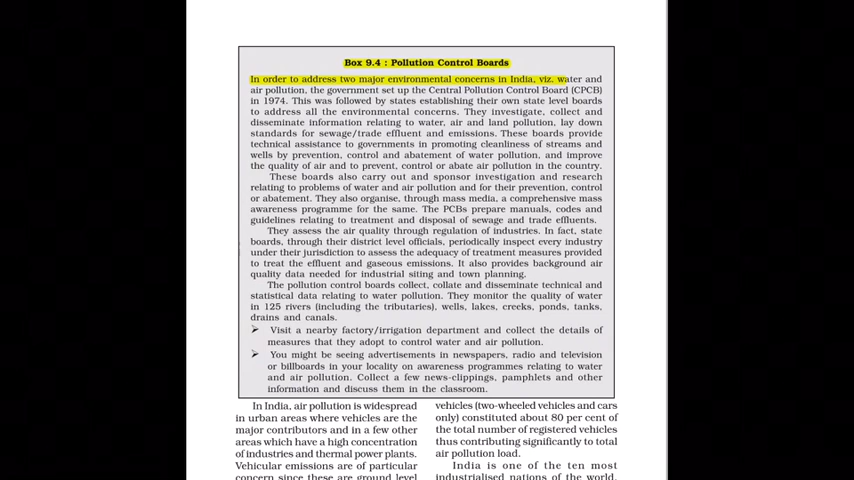 Box 9.4 : Pollution Control Boards
In order to address two major environmental concerns in India, viz. water and
air pollution, the government set up the Central Pollution Control Board (CPCB)
in 1974. This was followed by states establishing their own state level boards
to address all the environmental concerns. They investigate, collect and
disseminate information relating to water, air and land pollution, lay down
standards for sewage/trade effluent and emissions. These boards provide
technical assistance to governments in promoting cleanliness of streams and
wells by prevention, control and abatement of water pollution, and improve
the quality of air and to prevent, control or abate air pollution in the country.
These boards also carry out and sponsor investigation and research
relating to problems of water and air pollution and for their prevention, control
or abatement. They also organise, through mass media, a comprehensive mass
awareness programme for the same. The PCBs prepare manuals, codes and
guidelines relating to treatment and disposal of sewage and trade effluents.
They assess the air quality through regulation of industries. In fact, state
boards, through their district level officials, periodically inspect every industry
under their jurisdiction to assess the adequacy of treatment measures provided
to treat the effluent and gaseous emissions. It also provides background air
quality data needed for industrial siting and town planning.
The pollution control boards collect, collate and disseminate technical and
statistical data relating to water pollution. They monitor the quality of water
in 125 rivers (including the tributaries), wells, lakes, creeks, ponds, tanks,
drains and canals.
➢ Visit a nearby factory/irrigation department and collect the details of
measures that they adopt to control water and air pollution.
➢ You might be seeing advertisements in newspapers, radio and television
or billboards in your locality on awareness programmes relating to water
and air pollution. Collect a few news-clippings, pamphlets and other
information and discuss them in the classroom.
In India, air pollution is widespread
in urban areas where vehicles are the
major contributors and in a few other
areas which have a high concentration
of industries and thermal power plants.
Vehicular emissions are of particular
concern since these are ground level
vehicles (two-wheeled vehicles and cars
only) constituted about 80 per cent of
the total number of registered vehicles
thus contributing significantly to total
air pollution load.
India is one of the ten most
industrialised nations of the world.